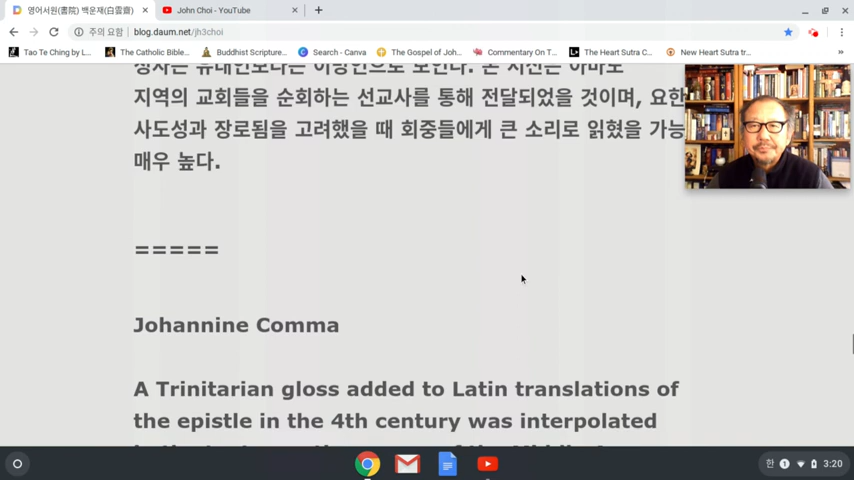 영어서원(書院) 백운재(白雲齋)
John Choi - YouTube
주의 요함
blog.daum.net/jh3choi
Tao Te Ching by L...
The Catholic Bible...
Buddhist Scripture...
Search - Canva
The Gospel of Joh...
Commentary On T...
The Heart Sutra C...
New Heart Sutra tr...
»
지역의 교회들을 순회하는 선교사를 통해 전달되었을 것이며, 요한
사도성과 장로됨을 고려했을 때 회중들에게 큰 소리로 읽혔을 가능
매우 높다.
=====
Johannine Comma
A Trinitarian gloss added to Latin translations of
the epistle in the 4th century was interpolated
한
1
3:20